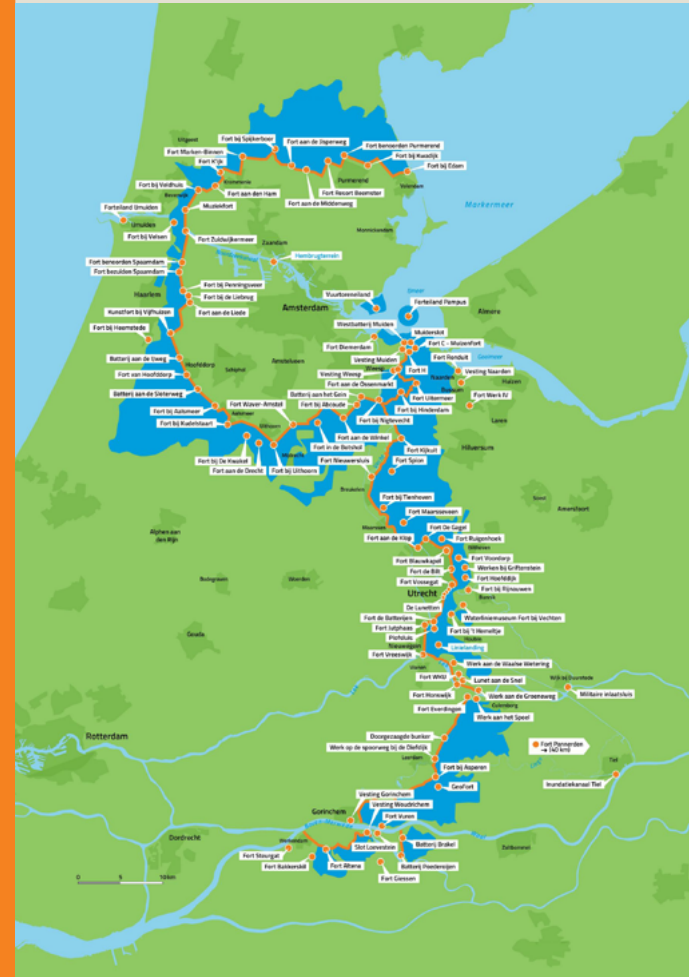 Uitgeest
Fort bij Spijkerboor
Fort aan de Jisperweg
Fort benoorden Purmerend
Fort Marken-Binnen
Fort bij Kwadijk
Fort K'ijk
Krommenie
Purmerend
Fort bij Edam
Fort bij Veldhuis
Fort Resort Beemster
Volendam
Beverwijk
Fort aan den Ham
Fort aan de Middenweg
Forteiland IJmuiden
Muziekfort
Markermeer
IJmuiden
Fort bij Velsen
Fort Zuidwijkermeer
Monnickendam
Zaandam
Hembrugterrein
Fort benoorden Spaarndam
Fort bezuiden Spaarndam
Haarlem
Fort bij Penningsveer
IJmeer
Vuurtoreneiland
Fort bij de Liebrug
Fort aan de Liede
Amsterdam
Forteiland Pampus
Almere
Kunstfort bij Vijfhuizen
Westbatterij Muiden
Muiderslot
Fort bij Heemstede
Fort Diemerdam
Fort C - Muizenfort
Gooimeer
Batterij aan de IJweg
Vesting Muiden
Fort Ronduit
Hoofddorp
Schiphol
Amstelveen
Weesp
Vesting Weesp
Fort H
Vesting Naarden
Naarden
Fort van Hoofddorp
Fort aan de Ossenmarkt
Bussum
Huizen
Batterij aan de Sloterweg
Batterij aan het Gein
Fort Uitermeer
Fort Werk IV
Fort Waver-Amstel
Fort bij Abcoude
Fort bij Hinderdam
Fort bij Aalsmeer
Aalsmeer
Fort bij Nigtevecht
Laren
Fort bij Kudelstaart
Uithoorn
Fort aan de Winkel
Fort bij De Kwakel
Mijdrecht
Fort in de Botshol
Fort Kijkuit
Hilversum
Fort aan de Drecht
Fort bij Uithoorn
Fort Nieuwersluis
Fort Spion
Breukelen
Soest
Fort bij Tienhoven
Amersfoort
Maarssen
Fort Maarsseveen
Alphen aan
den Rijn
Fort De Gagel
Fort aan de Klop
Fort Ruigenhoek
Bilthoven
Fort Blauwkapel
Fort Voordorp
Fort de Bilt
Werken bij Griftenstein
Bodegraven
Woerden
Fort Vossegat
Fort Hoofddijk
Fort bij Rijnauwen
Utrecht
Bunnik
De Lunetten
Waterliniemuseum Fort bij Vechten
Fort de Batterijen
Fort bij 't Hemeltje
Gouda
Fort Jutphaas
Houten
Plofsluis
Linielanding
Nieuwegein
Fort Vreeswijk
Vianen
Werk aan de Waalse Wetering
Fort WKU
Lunet aan de Snel
Wijk bij Duurstede
Fort Honswijk
Werk aan de Groeneweg
Militaire inlaatsluis
Culemborg
Fort Everdingen
Werk aan het Spoel
Rotterdam
Doorgezaagde bunker
Fort Pannerden
→ (40 km)
Werk op de spoorweg bij de Diefdijk
Leerdam
Tiel
Fort bij Asperen
GeoFort
Inundatiekanaal Tiel
Vesting Gorinchem
Gorinchem
Vesting Woudrichem
Fort Vuren
Dordrecht
Waal
Werkendam
Slot Loevestein
Batterij Brakel
Zaltbommel
Fort Steurgat
Fort Bakkerskil
Fort Altena
Batterij Poederoijen
Fort Giessen
0 5 10 km